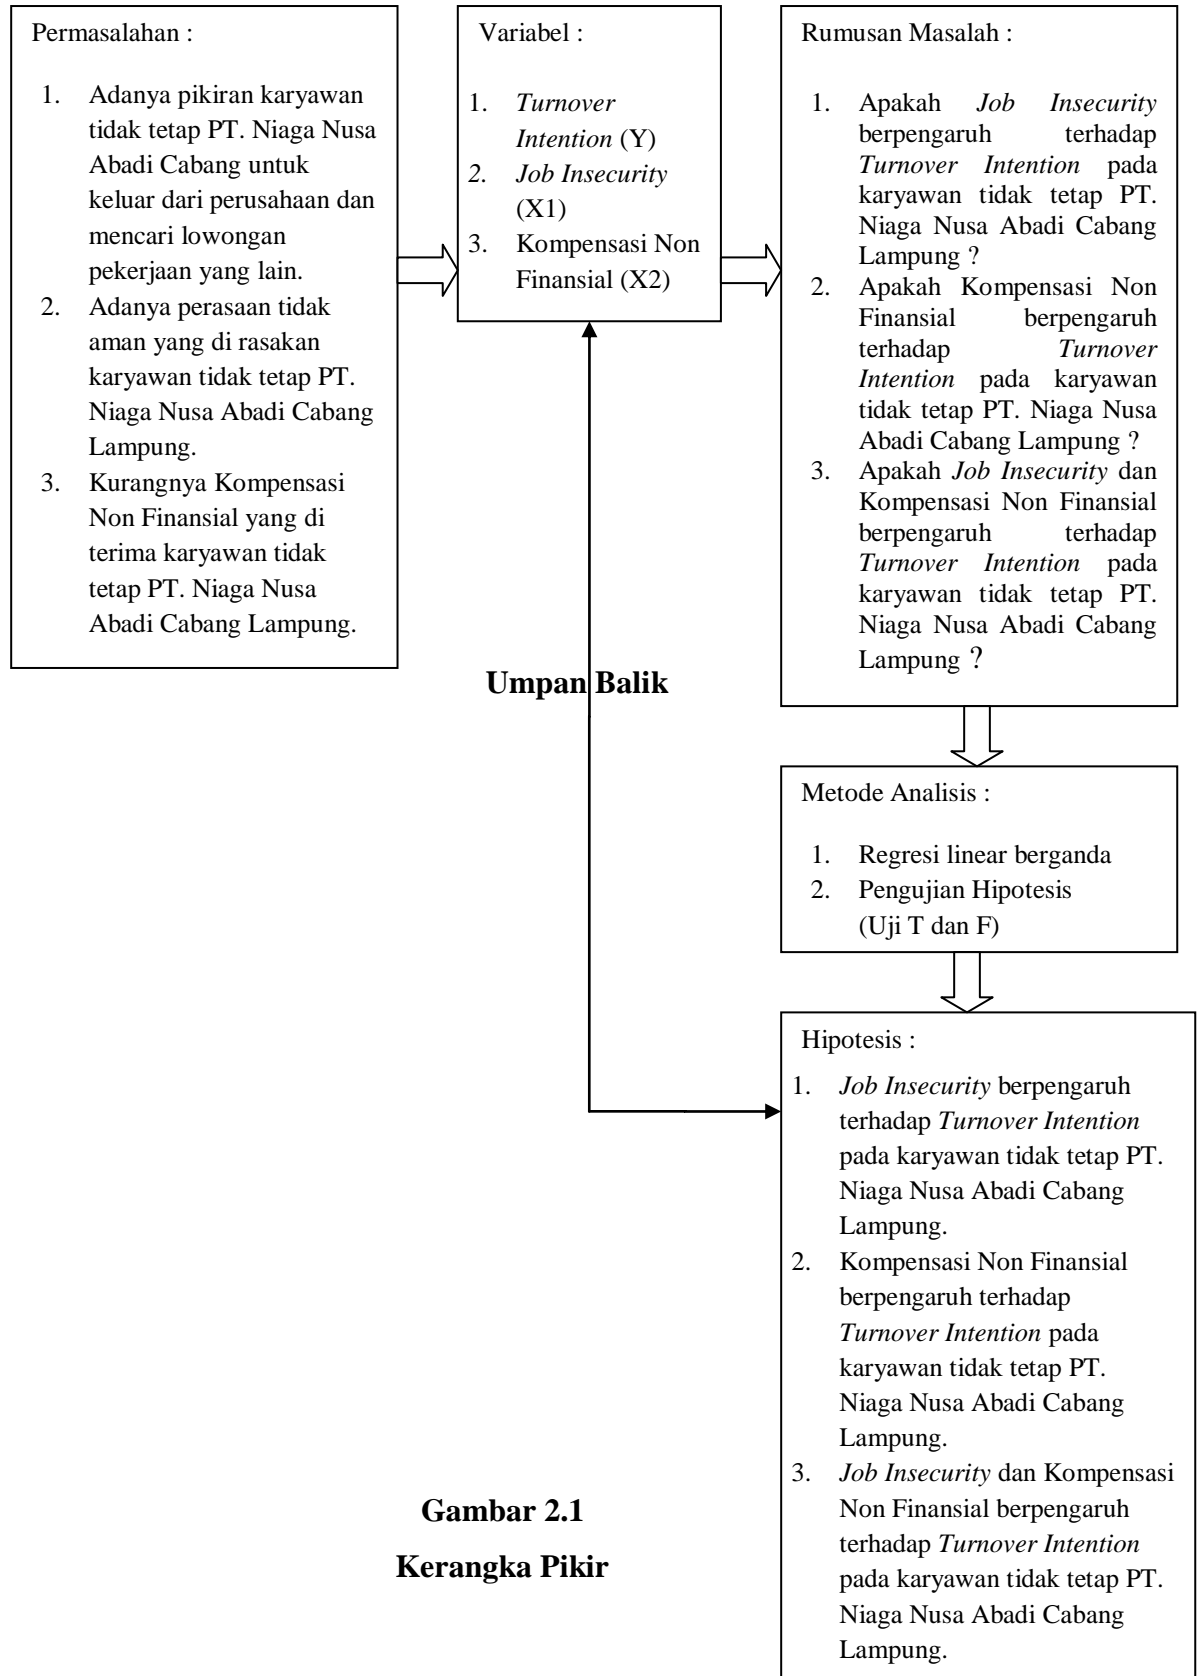 Permasalahan :
1. Adanya pikiran karyawan
tidak tetap PT. Niaga Nusa
Abadi Cabang untuk
keluar dari perusahaan dan
mencari lowongan
pekerjaan yang lain.
2. Adanya perasaan tidak
aman yang di rasakan
karyawan tidak tetap PT.
Niaga Nusa Abadi Cabang
Lampung.
3. Kurangnya Kompensasi
Non Finansial yang di
terima karyawan tidak
tetap PT. Niaga Nusa
Abadi Cabang Lampung.
Variabel :
1. Turnover
Intention (Y)
2. Job Insecurity
(X1)
3. Kompensasi Non
Finansial (X2)
Rumusan Masalah :
1. Apakah Job Insecurity
berpengaruh terhadap
Turnover Intention pada
karyawan tidak tetap PT.
Niaga Nusa Abadi Cabang
Lampung ?
2. Apakah Kompensasi Non
Finansial berpengaruh
terhadap Turnover
Intention pada karyawan
tidak tetap PT. Niaga Nusa
Abadi Cabang Lampung ?
3. Apakah Job Insecurity dan
Kompensasi Non Finansial
berpengaruh terhadap
Turnover Intention pada
karyawan tidak tetap PT.
Niaga Nusa Abadi Cabang
Lampung ?
Umpan Balik
Metode Analisis :
1. Regresi linear berganda
2. Pengujian Hipotesis
(Uji T dan F)
Hipotesis :
1. Job Insecurity berpengaruh
terhadap Turnover Intention
pada karyawan tidak tetap PT.
Niaga Nusa Abadi Cabang
Lampung.
2. Kompensasi Non Finansial
berpengaruh terhadap
Turnover Intention pada
karyawan tidak tetap PT.
Niaga Nusa Abadi Cabang
Lampung.
3. Job Insecurity dan Kompensasi
Non Finansial berpengaruh
terhadap Turnover Intention
pada karyawan tidak tetap PT.
Niaga Nusa Abadi Cabang
Lampung.
Gambar 2.1
Kerangka Pikir